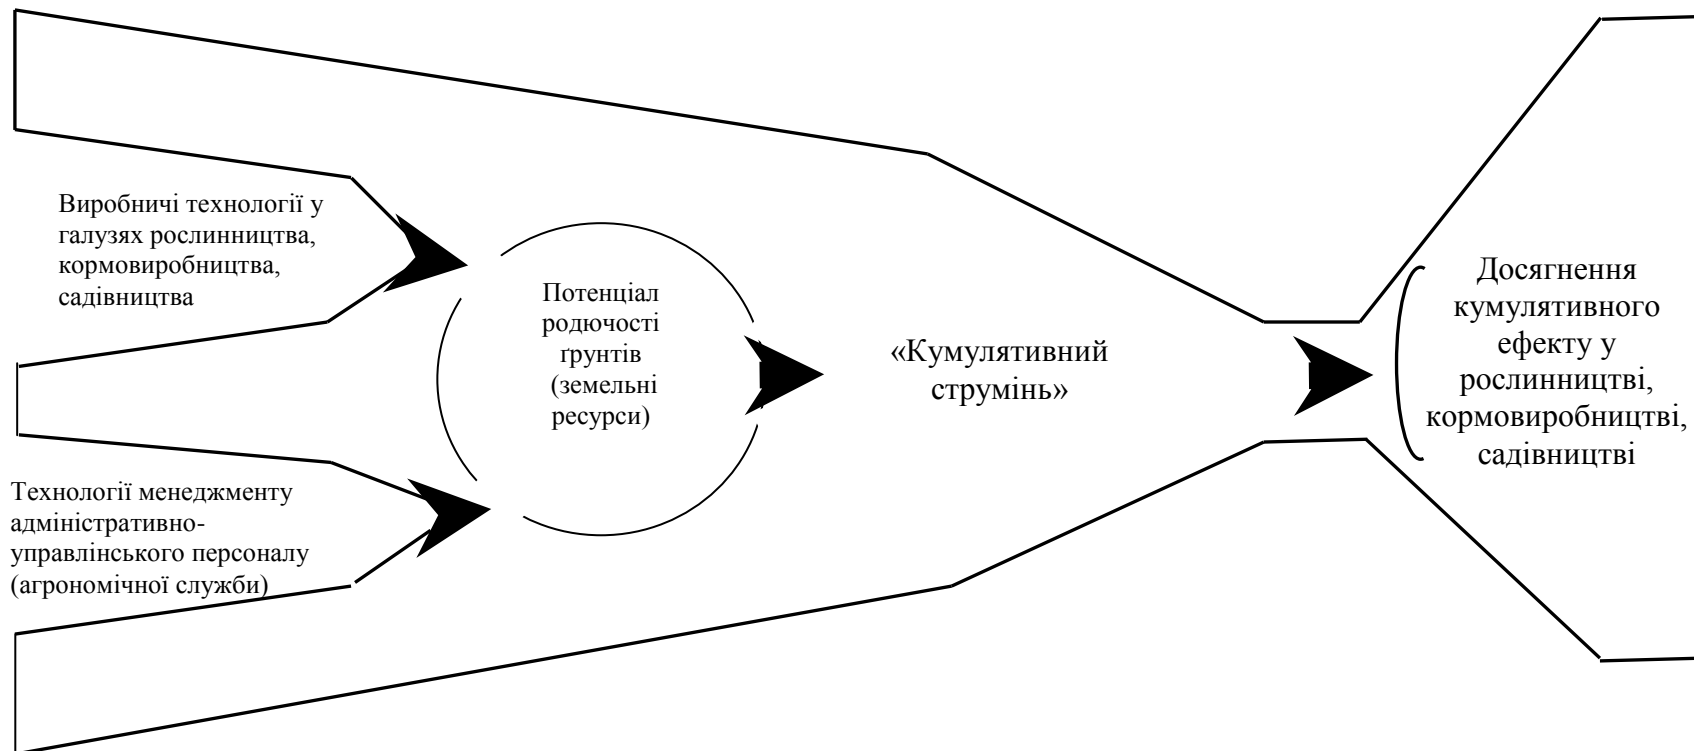 Виробничі технології у
галузях рослинництва,
кормовиробництва,
садівництва
Технології менеджменту
адміністративно-
управлінського персоналу
(агрономічної служби)
Потенціал
родючості
ґрунтів
(земельні
ресурси)
«Кумулятивний
струмінь»
Досягнення
кумулятивного
ефекту у
рослинництві,
кормовиробництві,
садівництві